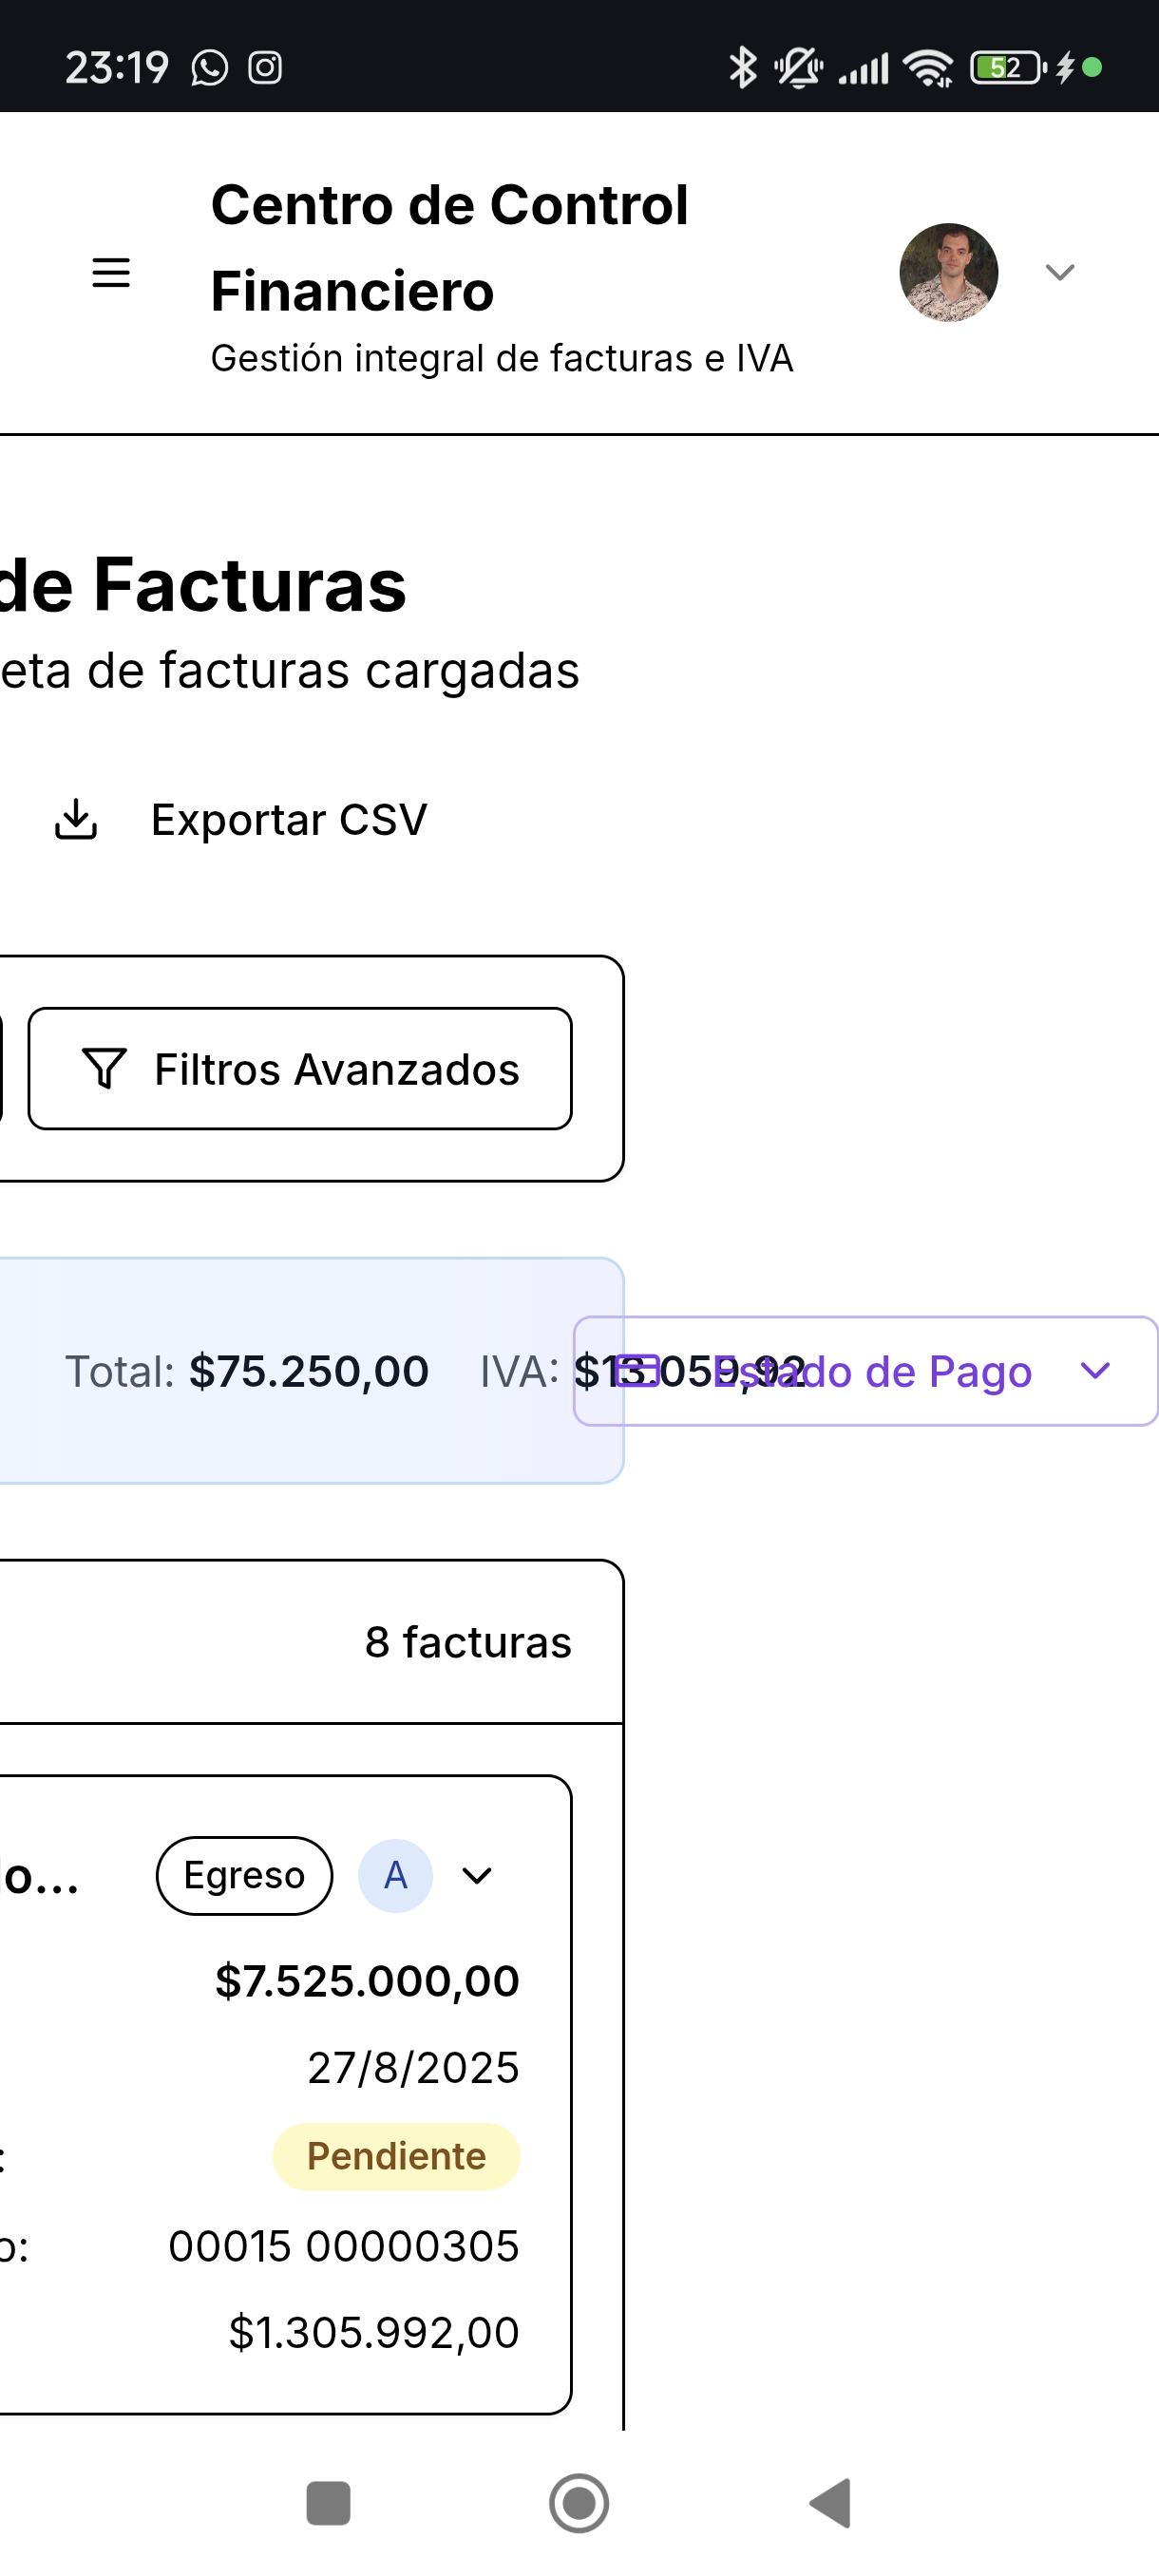 23:19
52
Centro de Control
Financiero
Gestión integral de facturas e IVA
de Facturas
eta de facturas cargadas
Exportar CSV
Filtros Avanzados
Total: $75.250,00 IVA: $13.059,92 Estado de Pago
8 facturas
lo...
Egreso A
$7.525.000,00
27/8/2025
: Pendiente
o: 00015 00000305
$1.305.992,00